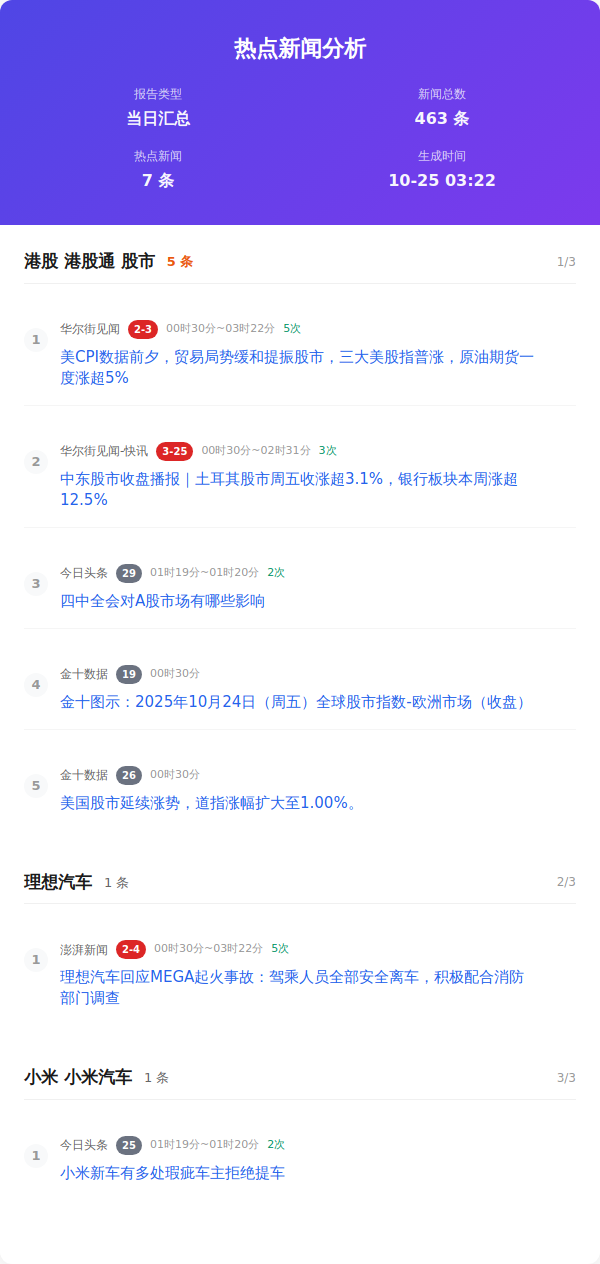 热点新闻分析
报告类型
新闻总数
当日汇总
463 条
热点新闻
生成时间
7 条
10-25 03:22
港股 港股通 股市 5 条 1/3
1 华尔街见闻 2-3 00时30分~03时22分 5次
美CPI数据前夕，贸易局势缓和提振股市，三大美股指普涨，原油期货一
度涨超5%
2 华尔街见闻-快讯 3-25 00时30分~02时31分 3次
中东股市收盘播报｜土耳其股市周五收涨超3.1%，银行板块本周涨超
12.5%
3 今日头条 29 01时19分~01时20分 2次
四中全会对A股市场有哪些影响
4 金十数据 19 00时30分
金十图示：2025年10月24日（周五）全球股市指数-欧洲市场（收盘）
5 金十数据 26 00时30分
美国股市延续涨势，道指涨幅扩大至1.00%。
理想汽车 1 条 2/3
1 澎湃新闻 2-4 00时30分~03时22分 5次
理想汽车回应MEGA起火事故：驾乘人员全部安全离车，积极配合消防
部门调查
小米 小米汽车 1 条 3/3
1 今日头条 25 01时19分~01时20分 2次
小米新车有多处瑕疵车主拒绝提车